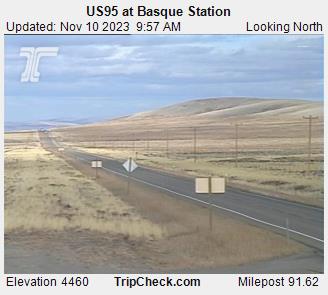 US95 at Basque Station
Updated: Nov 10 2023 9:57 AM Looking North
Elevation 4460 TripCheck.com Milepost 91.62